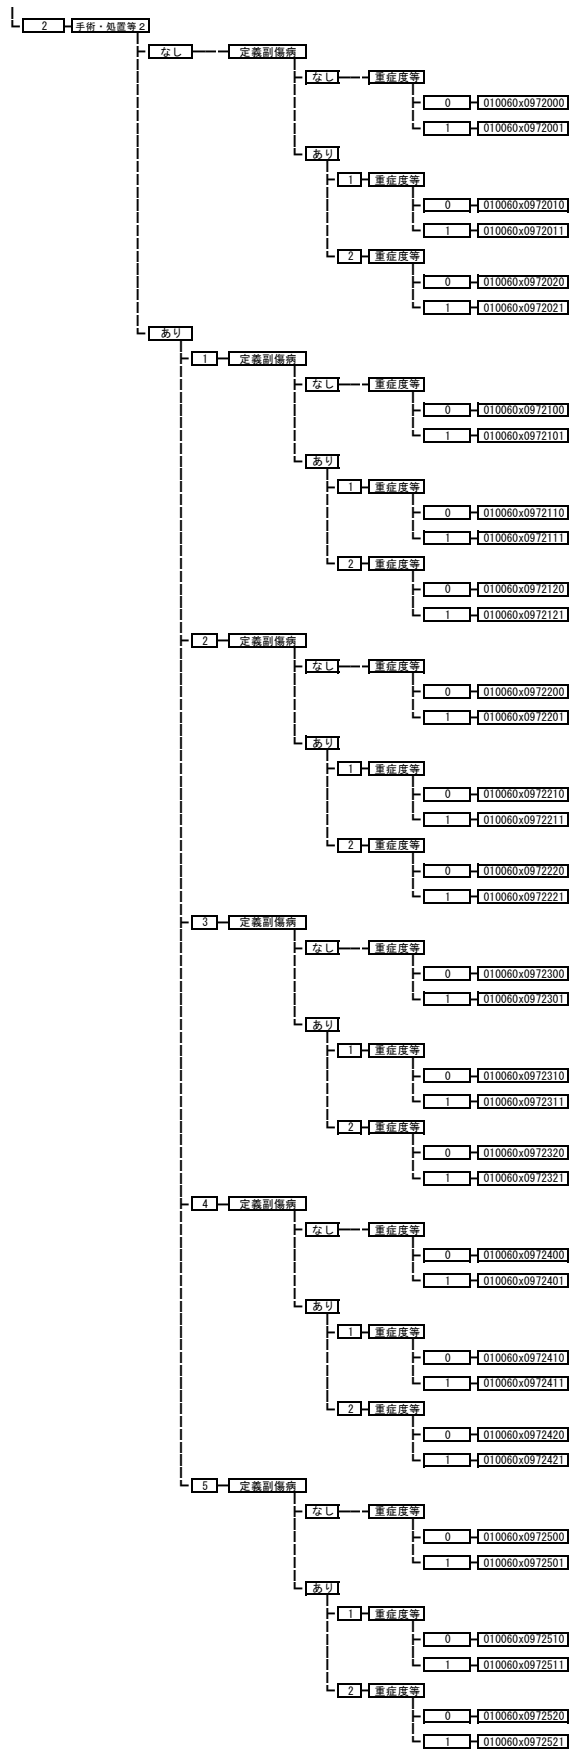 2 手術・処置等２
なし 定義副傷病
なし 重症度等
0 010060x0972000
1 010060x0972001
あり
1 重症度等
0 010060x0972010
1 010060x0972011
2 重症度等
0 010060x0972020
1 010060x0972021
あり
1 定義副傷病
なし 重症度等
0 010060x0972100
1 010060x0972101
あり
1 重症度等
0 010060x0972110
1 010060x0972111
2 重症度等
0 010060x0972120
1 010060x0972121
2 定義副傷病
なし 重症度等
0 010060x0972200
1 010060x0972201
あり
1 重症度等
0 010060x0972210
1 010060x0972211
2 重症度等
0 010060x0972220
1 010060x0972221
3 定義副傷病
なし 重症度等
0 010060x0972300
1 010060x0972301
あり
1 重症度等
0 010060x0972310
1 010060x0972311
2 重症度等
0 010060x0972320
1 010060x0972321
4 定義副傷病
なし 重症度等
0 010060x0972400
1 010060x0972401
あり
1 重症度等
0 010060x0972410
1 010060x0972411
2 重症度等
0 010060x0972420
1 010060x0972421
5 定義副傷病
なし 重症度等
0 010060x0972500
1 010060x0972501
あり
1 重症度等
0 010060x0972510
1 010060x0972511
2 重症度等
0 010060x0972520
1 010060x0972521